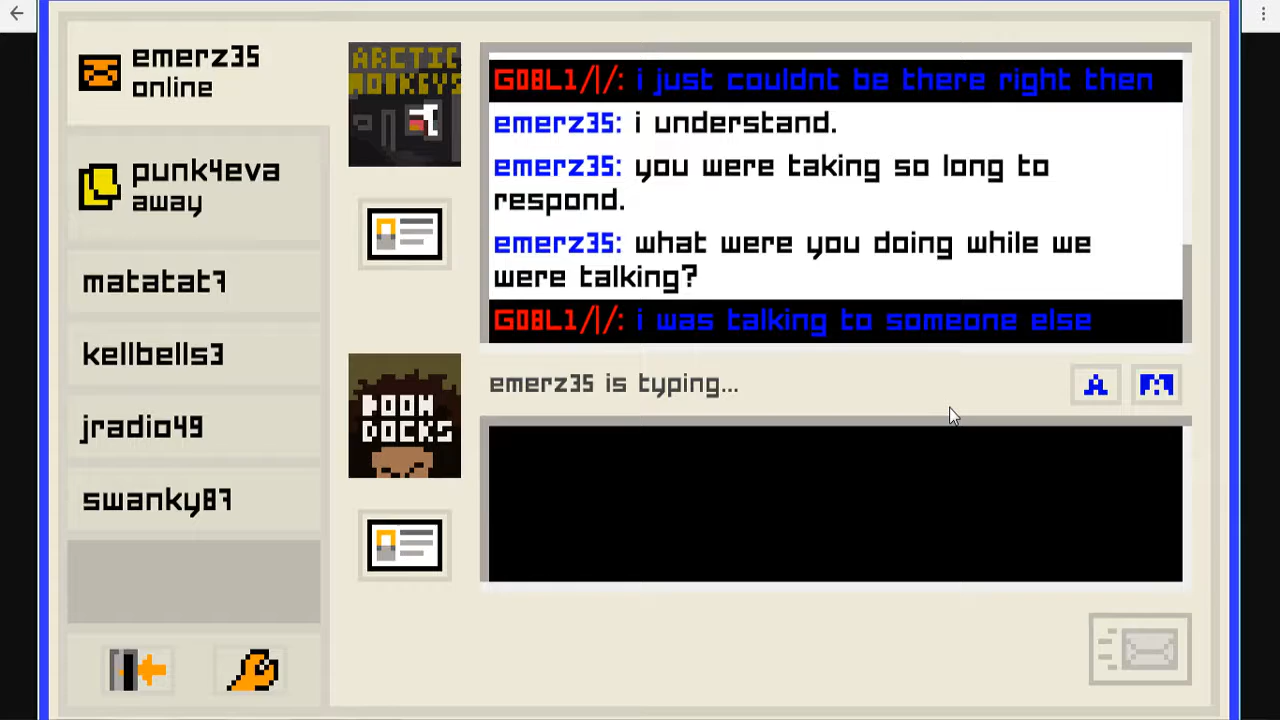 emerz35
online
punk4eva
away
matatat7
kellbells3
jradio49
swanky87
ARCTIC
MONKEYS
G08L1/|/: i just couldnt be there right then
emerz35: i understand.
emerz35: you were taking so long to
respond.
emerz35: what were you doing while we
were talking?
G08L1/|/: i was talking to someone else
emerz35 is typing...
A
M
BOON
DOCKS